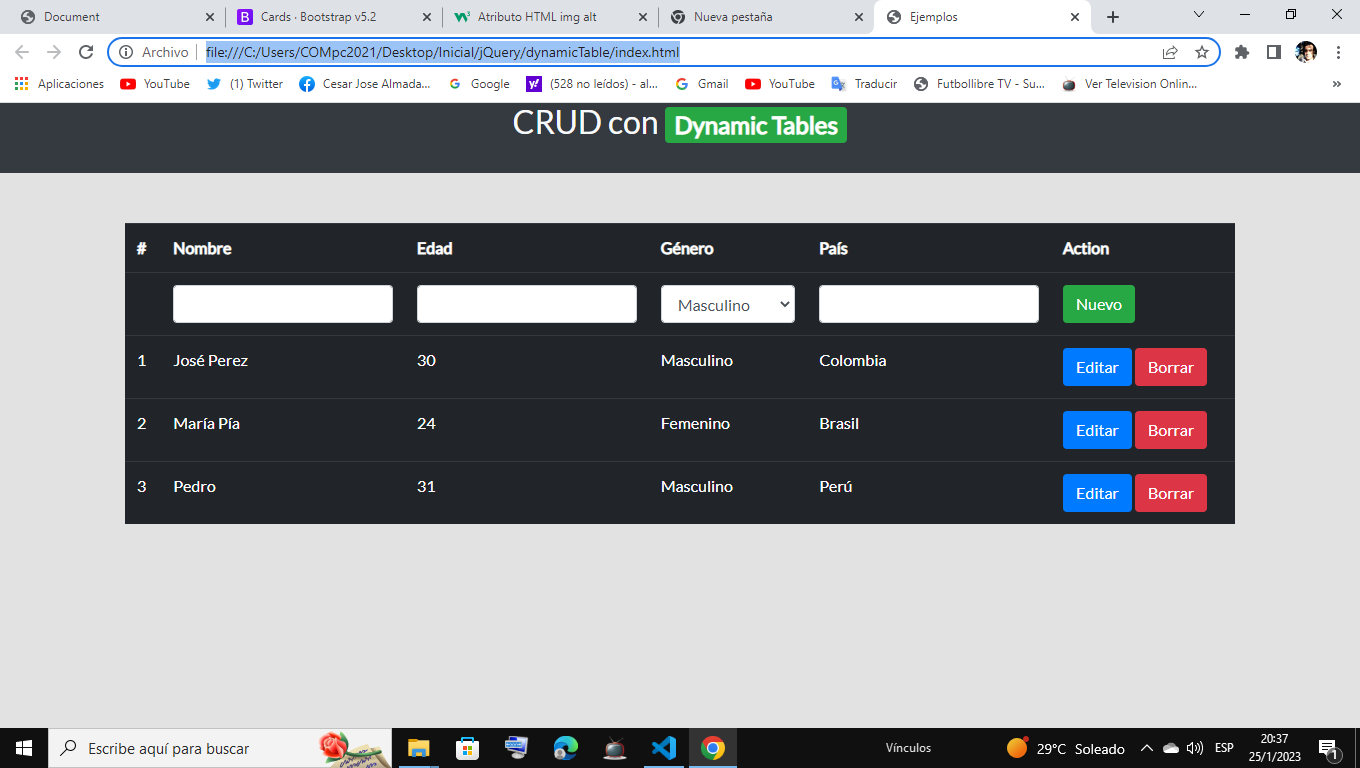 Document
Cards · Bootstrap v5.2
Atributo HTML img alt
Nueva pestaña
Ejemplos
Archivo file:///C:/Users/COMpc2021/Desktop/Inicial/jQuery/dynamicTable/index.html
Aplicaciones YouTube (1) Twitter Cesar Jose Almada... Google (528 no leídos) - al... Gmail YouTube Traducir Futbollibre TV - Su... Ver Television Onlin... »
CRUD con Dynamic Tables
# Nombre Edad Género País Action
Masculino Nuevo
1 José Perez 30 Masculino Colombia Editar Borrar
2 María Pía 24 Femenino Brasil Editar Borrar
3 Pedro 31 Masculino Perú Editar Borrar
Escribe aquí para buscar
Vínculos
29°C Soleado
ESP
20:37
25/1/2023
1